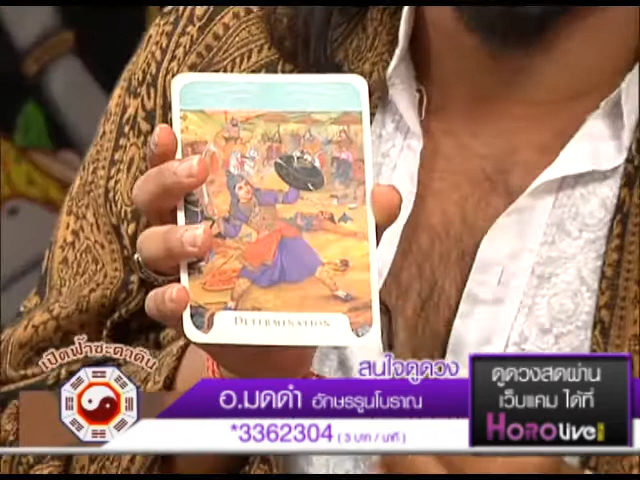 DETERMINATION
เปิดฟ้าชะตาดิน
สนใจดูดวง
อ.มดดำ อักษรรูนโบราณ
*3362304 (3 บาท / นาที)
ดูดวงสดผ่าน
เว็บแคม ได้ที่
HOROLIVE